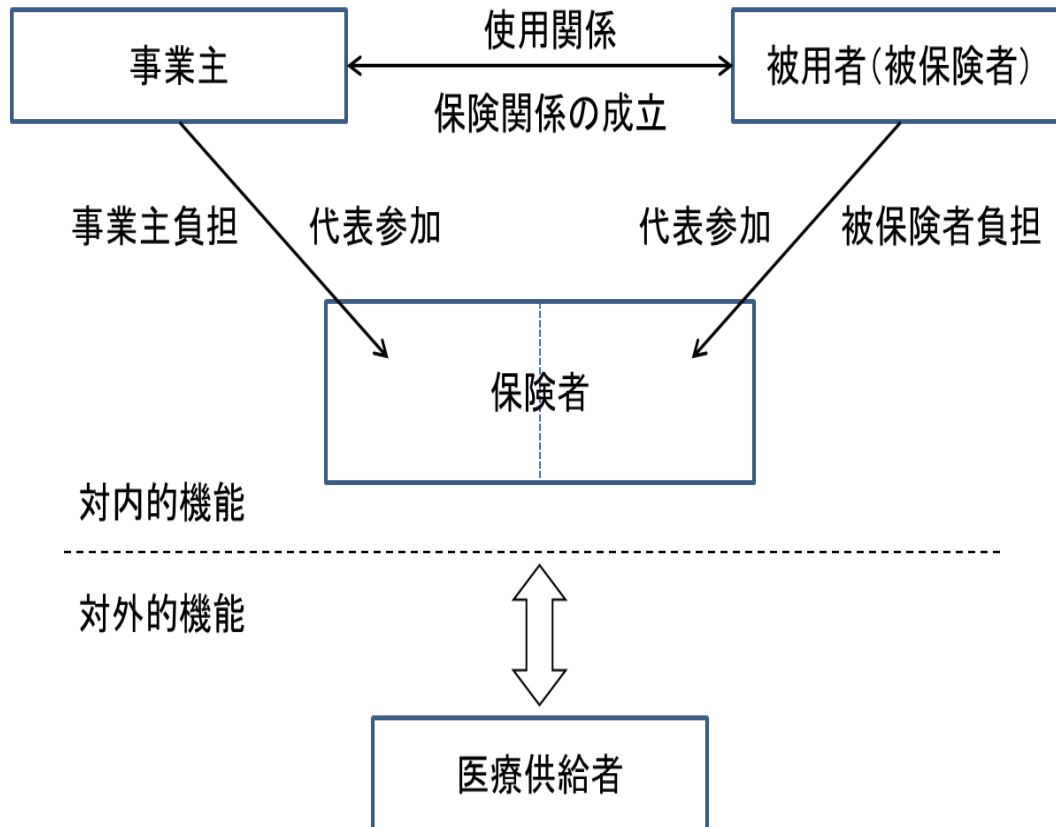 事業主
使用関係
被用者(被保険者)
保険関係の成立
事業主負担
代表参加
代表参加
被保険者負担
保険者
対内的機能
対外的機能
医療供給者